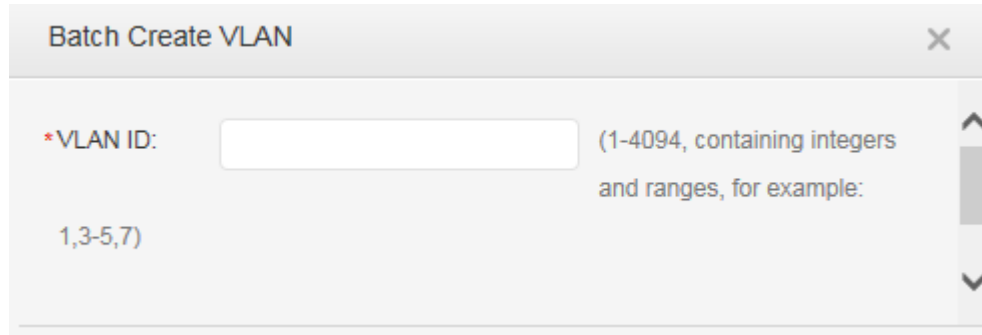 Batch Create VLAN
*VLAN ID: (1-4094, containing integers
and ranges, for example:
1,3-5,7)